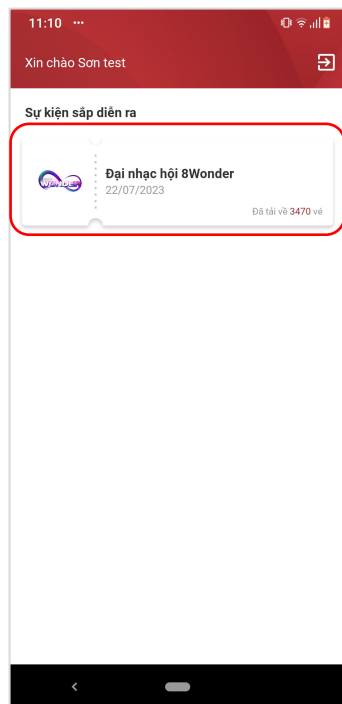 11:10
Xin chào Sơn test
Sự kiện sắp diễn ra
WONDER
Đại nhạc hội 8Wonder
22/07/2023
Đã tải về 3470 vé